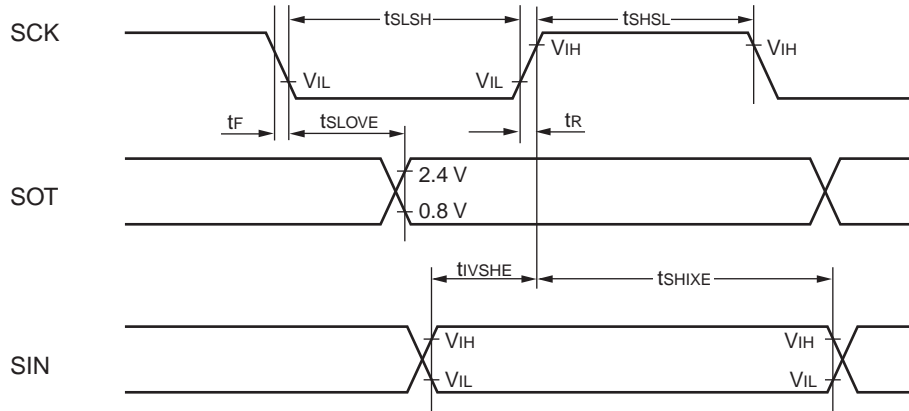 tSLSH tSHSL
SCK
VIH VIH
VIL VIL
tF tSLOVE tR
2.4 V
SOT
0.8 V
tIVSHE tSHIXE
VIH VIH
SIN
VIL VIL